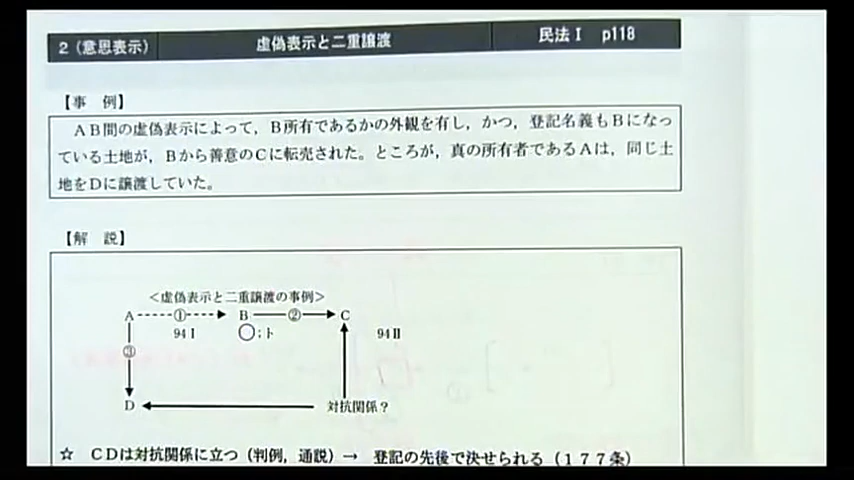 2（意思表示） 虚偽表示と二重譲渡 民法Ⅰ p118
【事 例】
ＡＢ間の虚偽表示によって，Ｂ所有であるかの外観を有し，かつ，登記名義もＢになっ
ている土地が，Ｂから善意のＣに転売された。ところが，真の所有者であるＡは，同じ土
地をＤに譲渡していた。
【解 説】
＜虚偽表示と二重譲渡の事例＞
A ① B ② C
94Ⅰ ○：ト 94Ⅱ
③
D 対抗関係？
☆ ＣＤは対抗関係に立つ（判例，通説）→ 登記の先後で決せられる（１７７条）